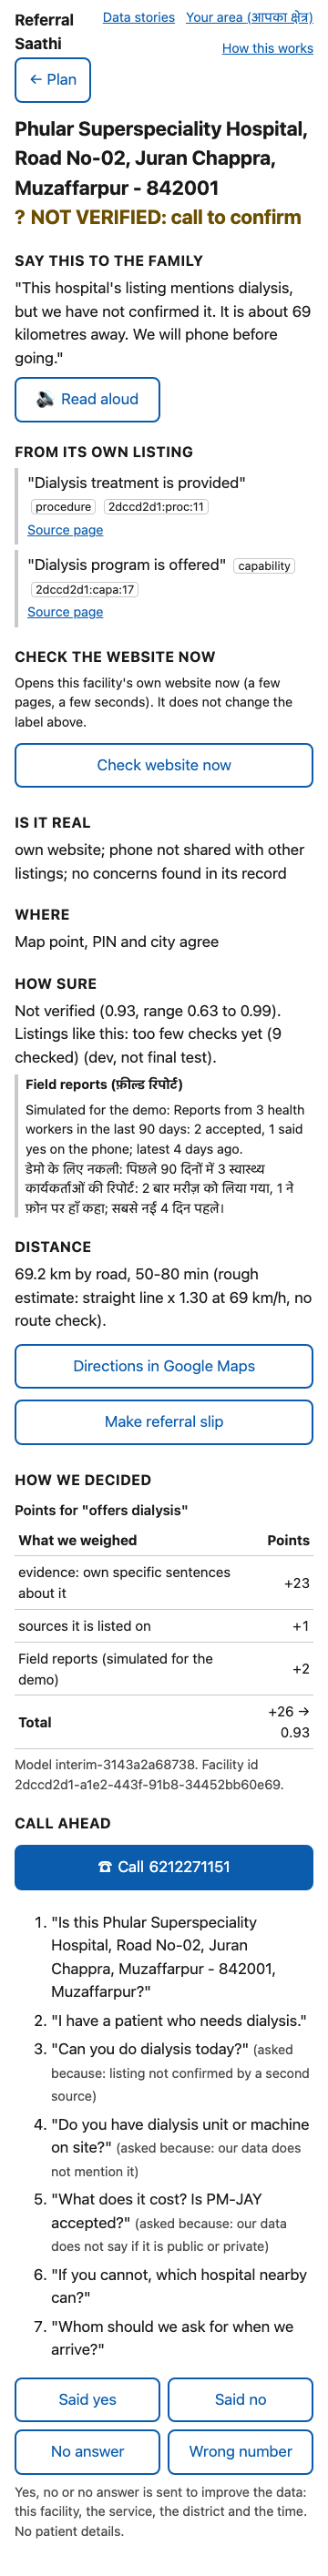 Referral Saathi
Data stories
Your area (आपका क्षेत्र)
How this works
← Plan
Phular Superspeciality Hospital,
Road No-02, Juran Chappra,
Muzaffarpur - 842001
? NOT VERIFIED: call to confirm
SAY THIS TO THE FAMILY
"This hospital's listing mentions dialysis,
but we have not confirmed it. It is about 69
kilometres away. We will phone before
going."
Read aloud
FROM ITS OWN LISTING
"Dialysis treatment is provided"
procedure 2dccd2d1:proc:11
Source page
"Dialysis program is offered" capability
2dccd2d1:capa:17
Source page
CHECK THE WEBSITE NOW
Opens this facility's own website now (a few
pages, a few seconds). It does not change the
label above.
Check website now
IS IT REAL
own website; phone not shared with other
listings; no concerns found in its record
WHERE
Map point, PIN and city agree
HOW SURE
Not verified (0.93, range 0.63 to 0.99).
Listings like this: too few checks yet (9
checked) (dev, not final test).
Field reports (फ़ील्ड रिपोर्ट)
Simulated for the demo: Reports from 3 health
workers in the last 90 days: 2 accepted, 1 said
yes on the phone; latest 4 days ago.
डेमो के लिए नकली: पिछले 90 दिनों में 3 स्वास्थ्य
कार्यकर्ताओं की रिपोर्ट: 2 बार मरीज़ को लिया गया, 1 ने
फ़ोन पर हाँ कहा; सबसे नई 4 दिन पहले।
DISTANCE
69.2 km by road, 50-80 min (rough
estimate: straight line x 1.30 at 69 km/h, no
route check).
Directions in Google Maps
Make referral slip
HOW WE DECIDED
Points for "offers dialysis"
What we weighed Points
evidence: own specific sentences
about it +23
sources it is listed on +1
Field reports (simulated for the
demo) +2
Total +26 →
0.93
Model interim-3143a2a68738. Facility id
2dccd2d1-a1e2-443f-91b8-34452bb60e69.
CALL AHEAD
☎ Call 6212271151
1. "Is this Phular Superspeciality
Hospital, Road No-02, Juran
Chappra, Muzaffarpur - 842001,
Muzaffarpur?"
2. "I have a patient who needs dialysis."
3. "Can you do dialysis today?" (asked
because: listing not confirmed by a second
source)
4. "Do you have dialysis unit or machine
on site?" (asked because: our data does
not mention it)
5. "What does it cost? Is PM-JAY
accepted?" (asked because: our data
does not say if it is public or private)
6. "If you cannot, which hospital nearby
can?"
7. "Whom should we ask for when we
arrive?"
Said yes
Said no
No answer
Wrong number
Yes, no or no answer is sent to improve the data:
this facility, the service, the district and the time.
No patient details.